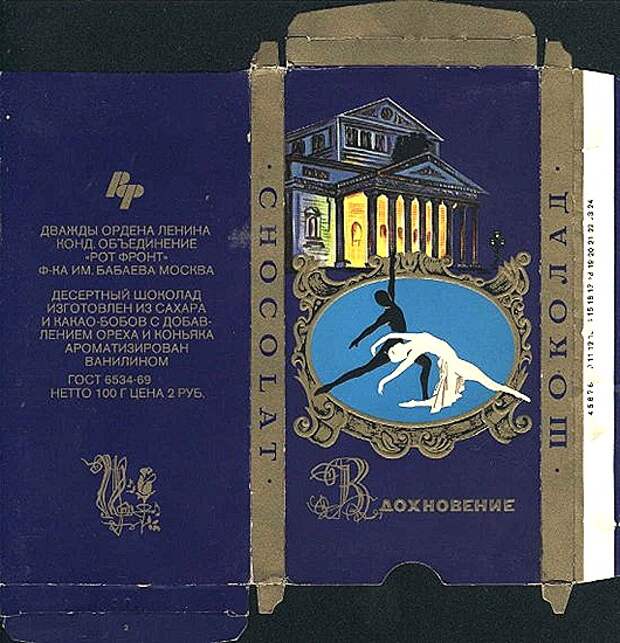 ДВАЖДЫ ОРДЕНА ЛЕНИНА
КОНД. ОБЪЕДИНЕНИЕ
«РОТ ФРОНТ»
Ф-КА ИМ. БАБАЕВА МОСКВА
ДЕСЕРТНЫЙ ШОКОЛАД
ИЗГОТОВЛЕН ИЗ САХАРА
И КАКАО-БОБОВ С ДОБАВ-
ЛЕНИЕМ ОРЕХА И КОНЬЯКА
АРОМАТИЗИРОВАН
ВАНИЛИНОМ
ГОСТ 6534-69
НЕТТО 100 Г ЦЕНА 2 РУБ.
2
· CHOCOLAT ·
ВДОХНОВЕНИЕ
· ШОКОЛАД ·